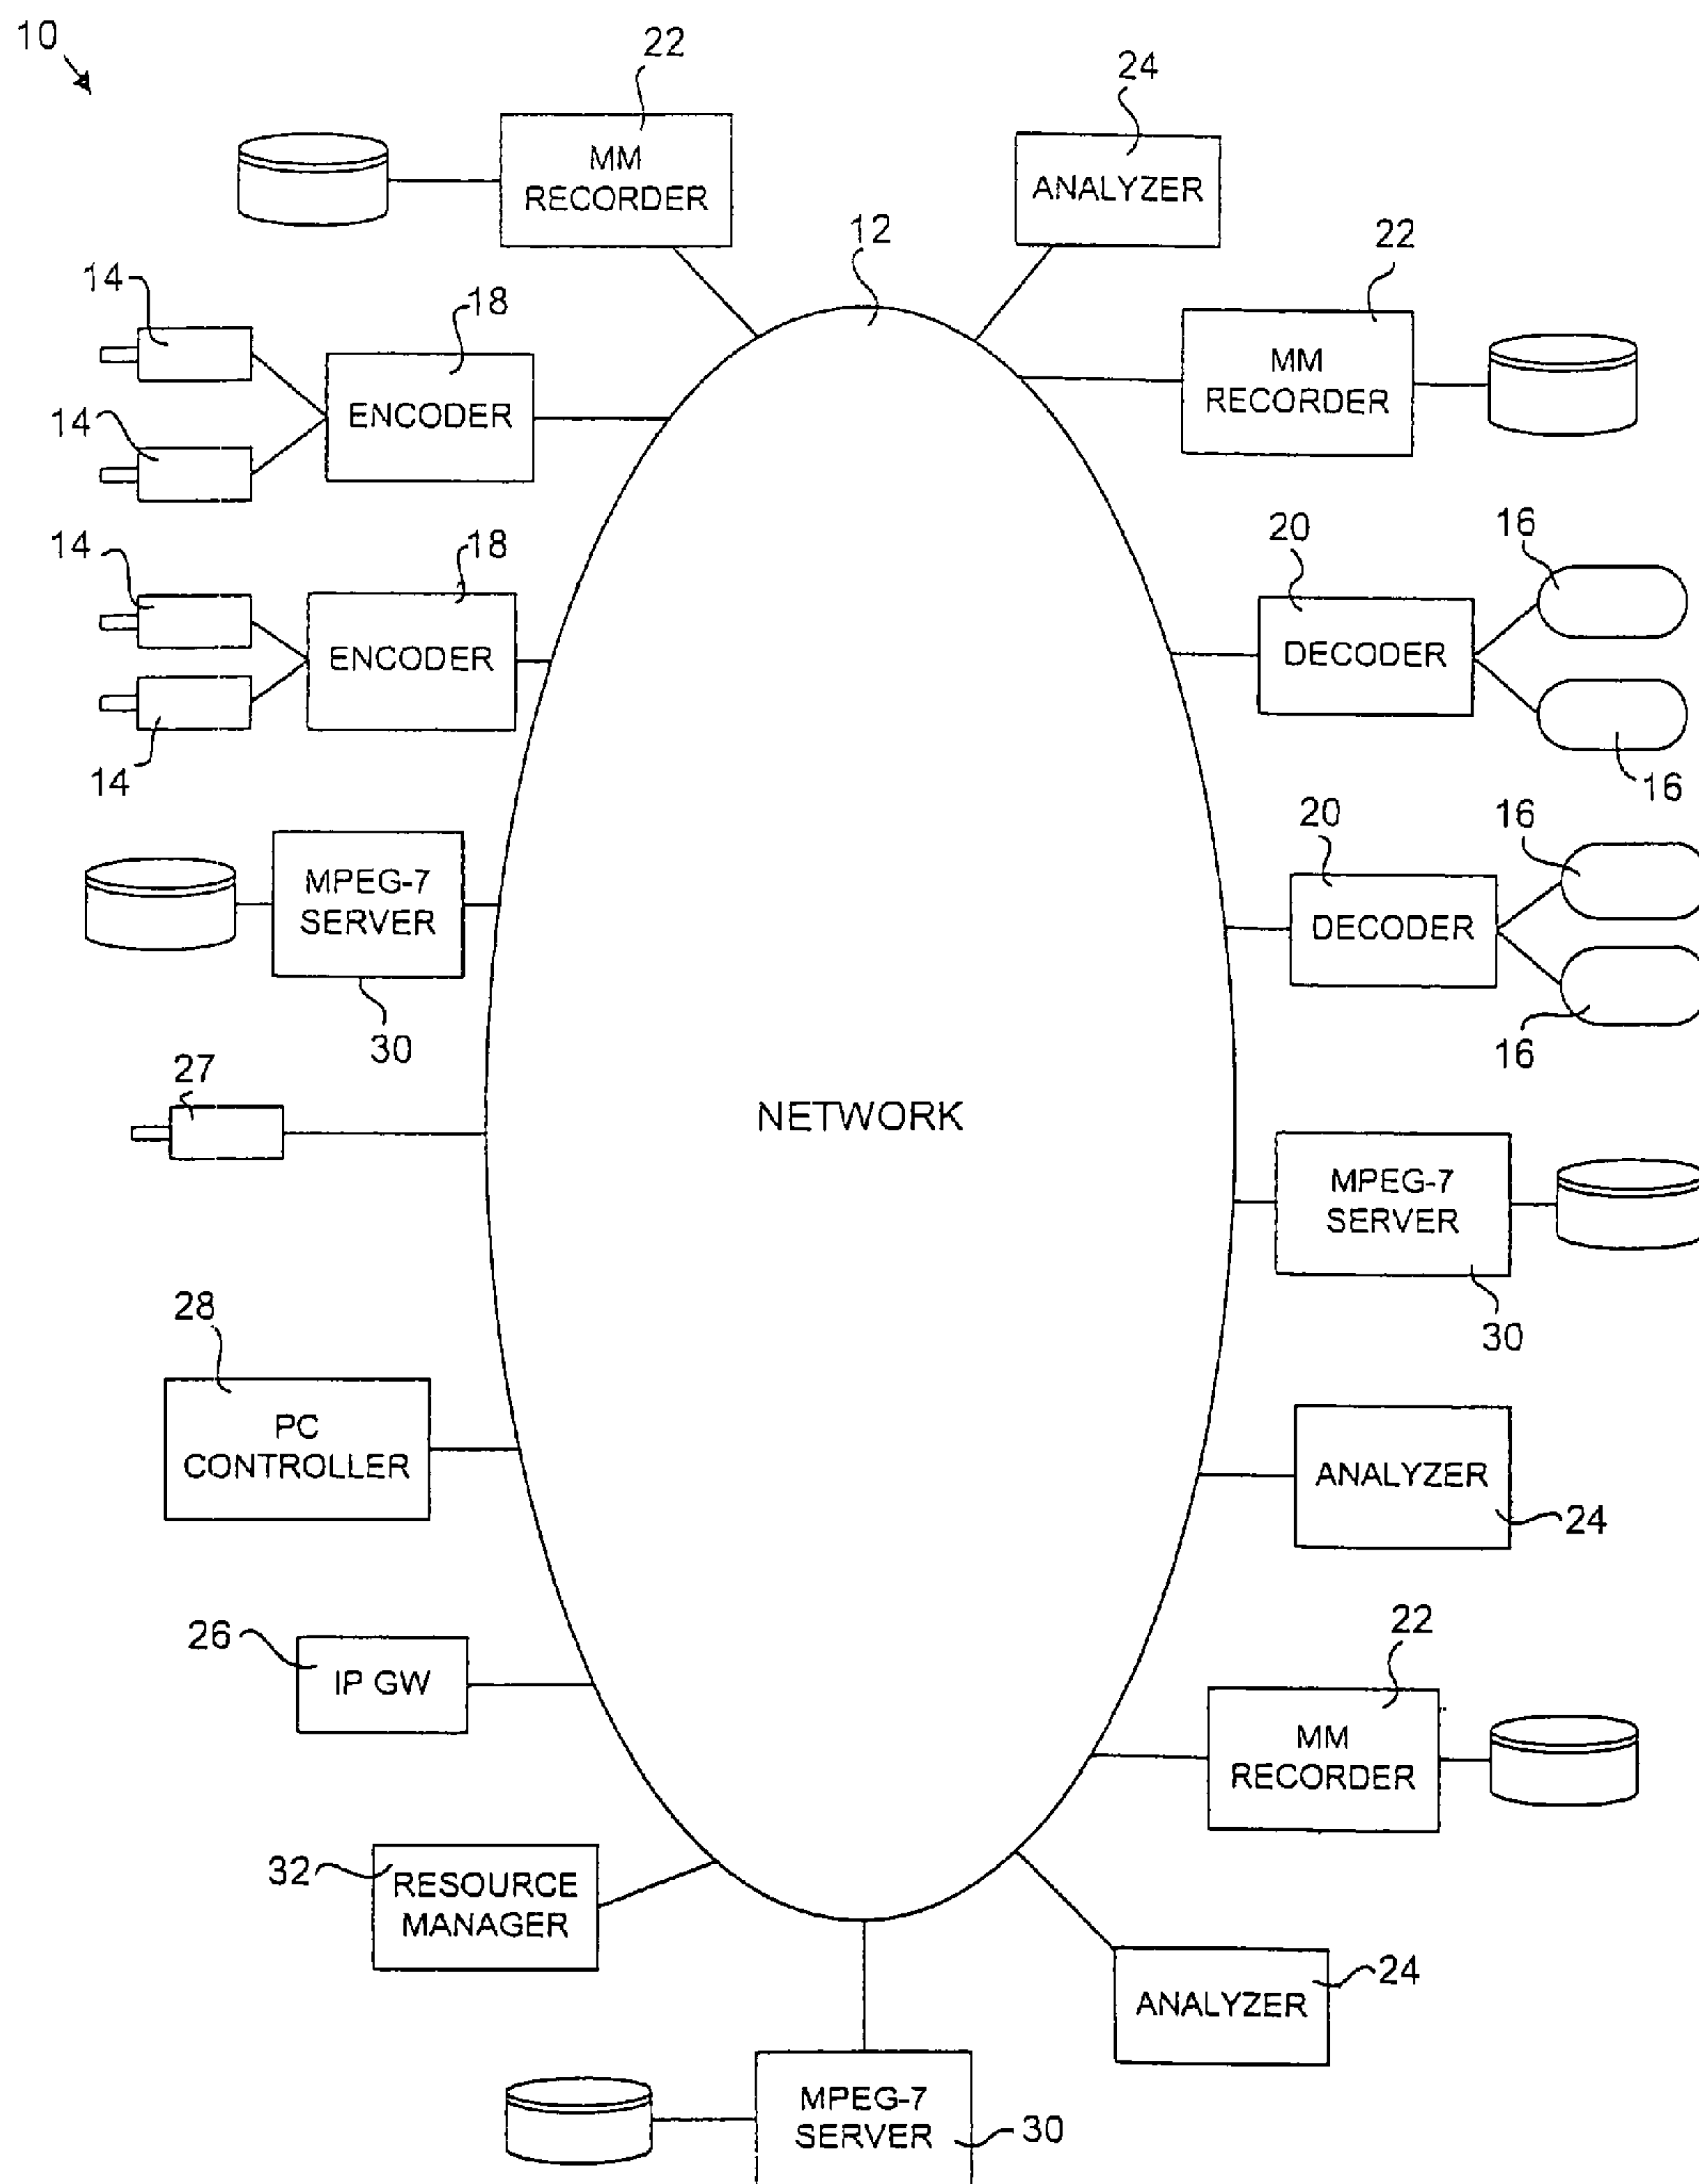 10
22
24
MM
RECORDER
ANALYZER
12
22
14
18
MM
RECORDER
ENCODER
14
14
18
20
16
ENCODER
DECODER
14
16
20
16
MPEG-7
SERVER
DECODER
30
16
27
NETWORK
MPEG-7
SERVER
28
30
PC
CONTROLLER
ANALYZER
24
26
IP GW
22
MM
RECORDER
32
RESOURCE
MANAGER
24
ANALYZER
MPEG-7
SERVER
30